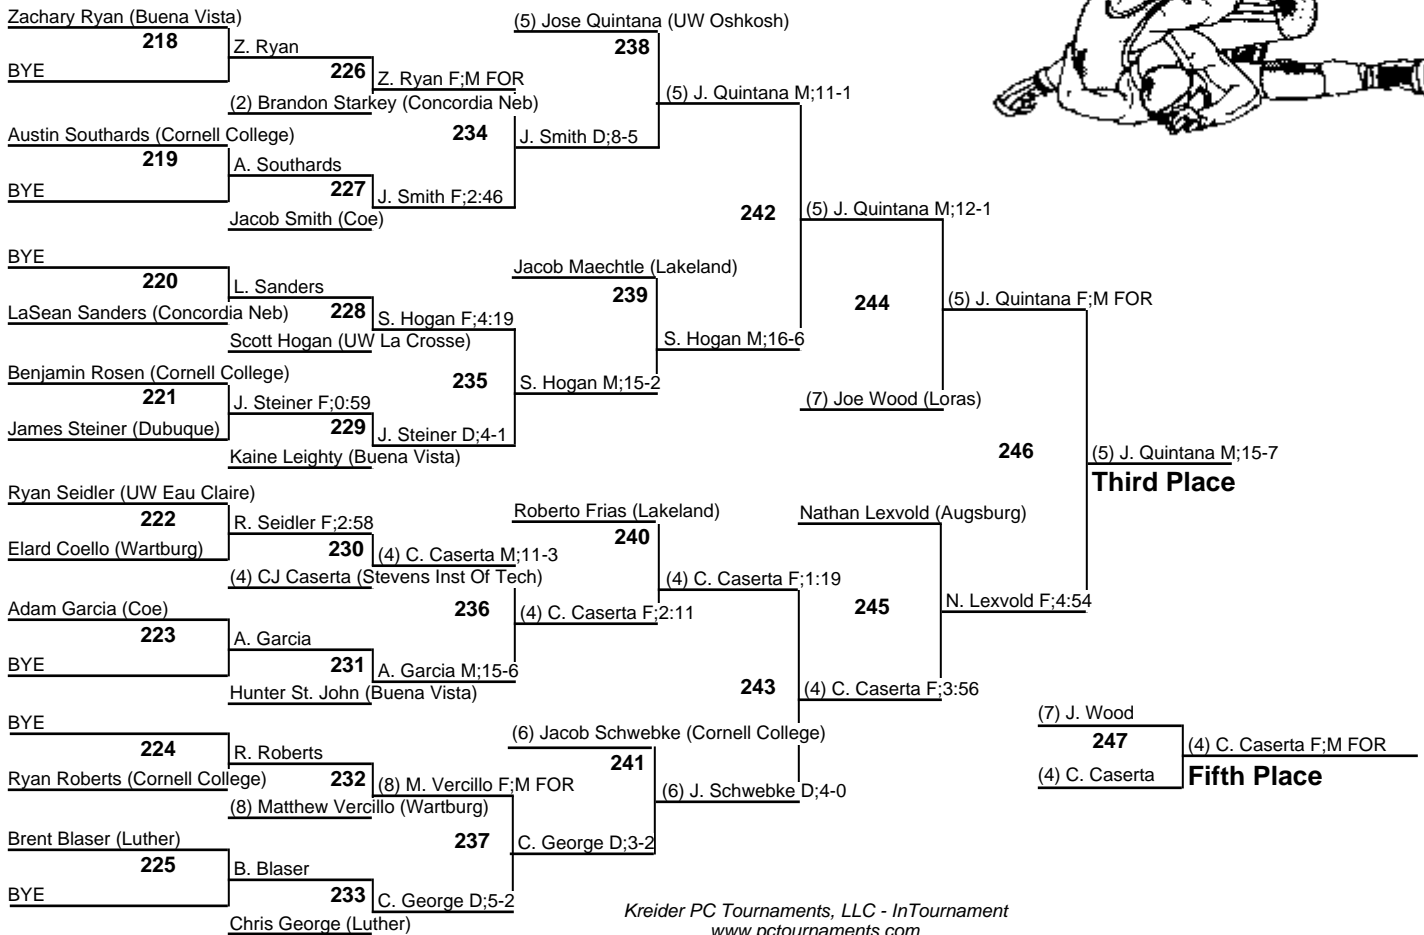 Zachary Ryan (Buena Vista)
218
BYE
Z. Ryan
226
(2) Brandon Starkey (Concordia Neb)
Z. Ryan F;M FOR
Austin Southards (Cornell College)
219
BYE
A. Southards
227
Jacob Smith (Coe)
J. Smith F;2:46
234
J. Smith D;8-5
(5) Jose Quintana (UW Oshkosh)
238
(5) J. Quintana M;11-1
BYE
220
LaSean Sanders (Concordia Neb)
L. Sanders
228
Scott Hogan (UW La Crosse)
S. Hogan F;4:19
Benjamin Rosen (Cornell College)
221
James Steiner (Dubuque)
J. Steiner F;0:59
229
Kaine Leighty (Buena Vista)
J. Steiner D;4-1
235
S. Hogan M;15-2
Jacob Maechtle (Lakeland)
239
S. Hogan M;16-6
242
(5) J. Quintana M;12-1
244
(7) Joe Wood (Loras)
(5) J. Quintana F;M FOR
Ryan Seidler (UW Eau Claire)
222
Elard Coello (Wartburg)
R. Seidler F;2:58
230
(4) CJ Caserta (Stevens Inst Of Tech)
(4) C. Caserta M;11-3
Adam Garcia (Coe)
223
BYE
A. Garcia
231
Hunter St. John (Buena Vista)
A. Garcia M;15-6
236
(4) C. Caserta F;2:11
Roberto Frias (Lakeland)
240
(4) C. Caserta F;1:19
BYE
224
Ryan Roberts (Cornell College)
R. Roberts
232
(8) Matthew Vercillo (Wartburg)
(8) M. Vercillo F;M FOR
Brent Blaser (Luther)
225
BYE
B. Blaser
233
Chris George (Luther)
C. George D;5-2
237
C. George D;3-2
(6) Jacob Schwebke (Cornell College)
241
(6) J. Schwebke D;4-0
243
(4) C. Caserta F;3:56
Nathan Lexvold (Augsburg)
245
N. Lexvold F;4:54
246
(5) J. Quintana M;15-7
Third Place
(7) J. Wood
247
(4) C. Caserta
(4) C. Caserta F;M FOR
Fifth Place
Kreider PC Tournaments, LLC - InTournament
www.pctournaments.com